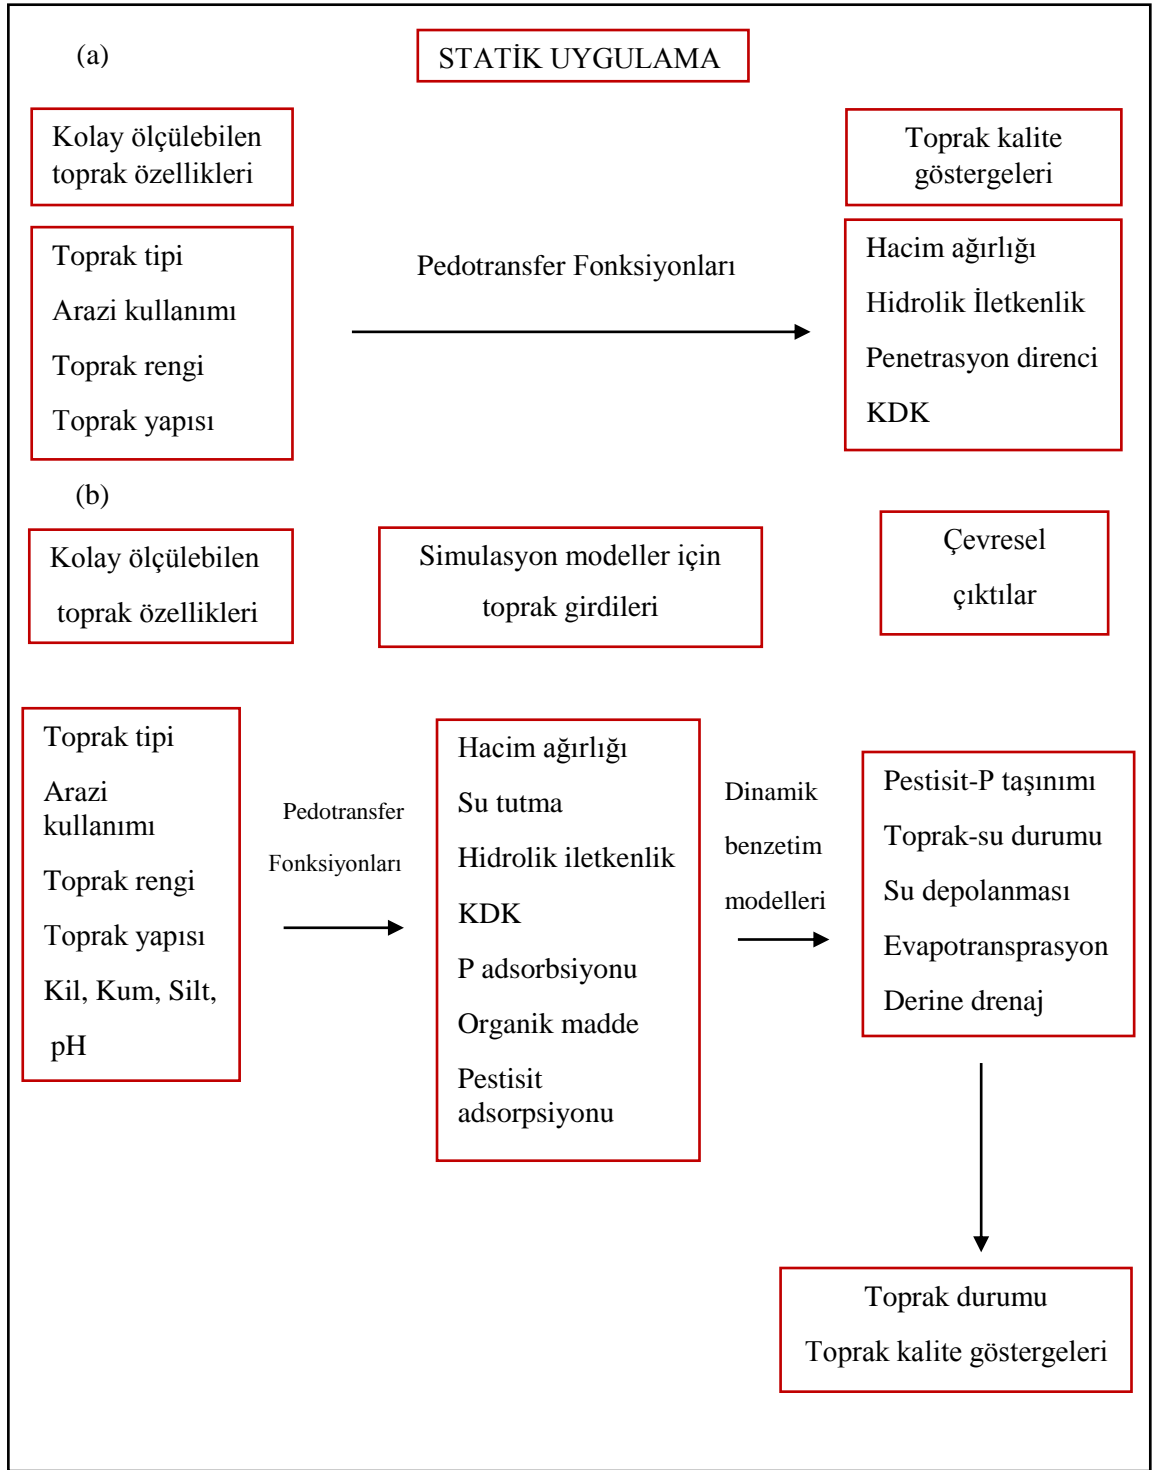 (a)
STATİK UYGULAMA
Kolay ölçülebilen
toprak özellikleri
Toprak kalite
göstergeleri
Toprak tipi
Arazi kullanımı
Toprak rengi
Toprak yapısı
Pedotransfer Fonksiyonları
Hacim ağırlığı
Hidrolik İletkenlik
Penetrasyon direnci
KDK
(b)
Kolay ölçülebilen
toprak özellikleri
Simulasyon modeller için
toprak girdileri
Çevresel
çıktılar
Toprak tipi
Arazi
kullanımı
Toprak rengi
Toprak yapısı
Kil, Kum, Silt,
pH
Pedotransfer
Fonksiyonları
Hacim ağırlığı
Su tutma
Hidrolik iletkenlik
KDK
P adsorbsiyonu
Organik madde
Pestisit
adsorpsiyonu
Dinamik
benzetim
modelleri
Pestisit-P taşınımı
Toprak-su durumu
Su depolanması
Evapotransprasyon
Derine drenaj
Toprak durumu
Toprak kalite göstergeleri